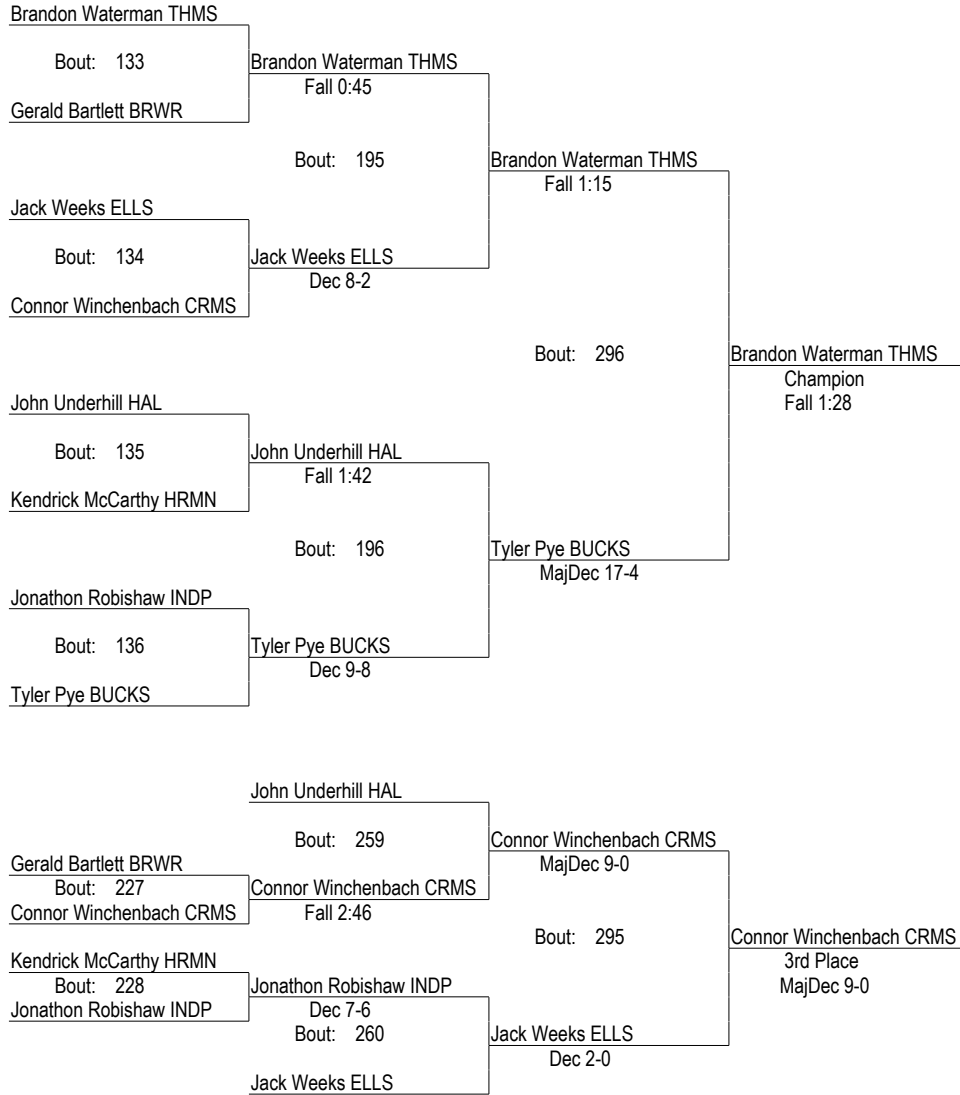 Brandon Waterman THMS
Bout: 133
Brandon Waterman THMS
Fall 0:45
Gerald Bartlett BRWR
Bout: 195
Brandon Waterman THMS
Fall 1:15
Jack Weeks ELLS
Bout: 134
Jack Weeks ELLS
Dec 8-2
Connor Winchenbach CRMS
Bout: 296
Brandon Waterman THMS
Champion
Fall 1:28
John Underhill HAL
Bout: 135
John Underhill HAL
Fall 1:42
Kendrick McCarthy HRMN
Bout: 196
Tyler Pye BUCKS
MajDec 17-4
Jonathon Robishaw INDP
Bout: 136
Tyler Pye BUCKS
Dec 9-8
Tyler Pye BUCKS
John Underhill HAL
Bout: 259
Connor Winchenbach CRMS
MajDec 9-0
Gerald Bartlett BRWR
Bout: 227
Connor Winchenbach CRMS
Fall 2:46
Connor Winchenbach CRMS
Bout: 295
Connor Winchenbach CRMS
3rd Place
MajDec 9-0
Kendrick McCarthy HRMN
Bout: 228
Jonathon Robishaw INDP
Dec 7-6
Jonathon Robishaw INDP
Bout: 260
Jack Weeks ELLS
Dec 2-0
Jack Weeks ELLS